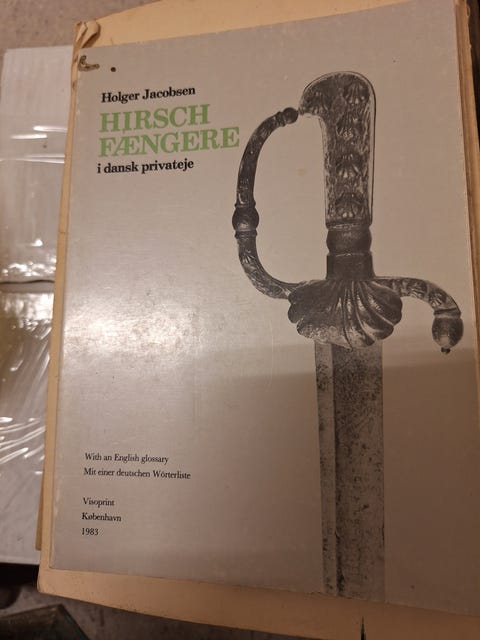 Holger Jacobsen
HIRSCH
FÆNGERE
i dansk privateje
With an English glossary
Mit einer deutschen Wörterliste
Visoprint
København
1983